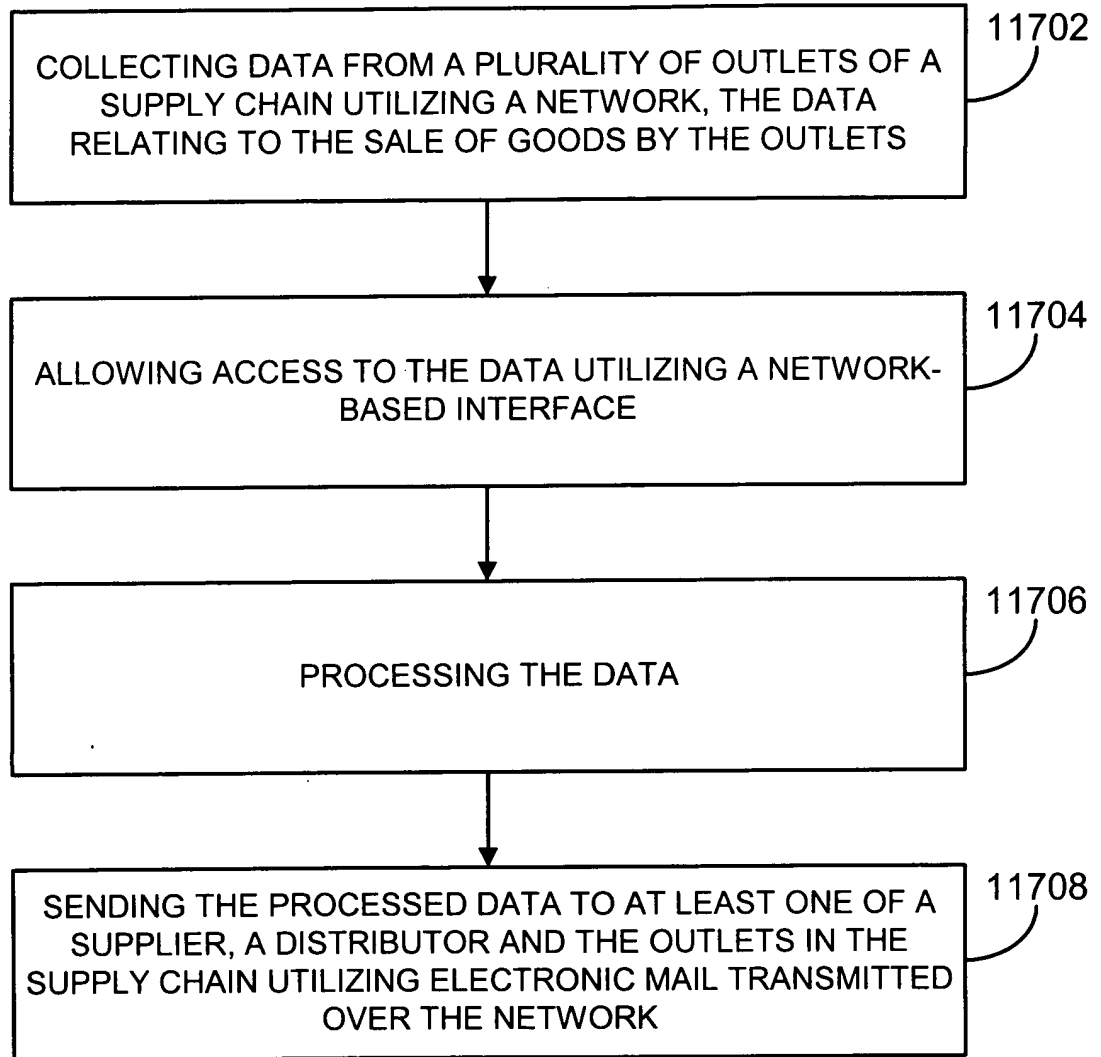 11702
COLLECTING DATA FROM A PLURALITY OF OUTLETS OF A
SUPPLY CHAIN UTILIZING A NETWORK, THE DATA
RELATING TO THE SALE OF GOODS BY THE OUTLETS
11704
ALLOWING ACCESS TO THE DATA UTILIZING A NETWORK-
BASED INTERFACE
11706
PROCESSING THE DATA
11708
SENDING THE PROCESSED DATA TO AT LEAST ONE OF A
SUPPLIER, A DISTRIBUTOR AND THE OUTLETS IN THE
SUPPLY CHAIN UTILIZING ELECTRONIC MAIL TRANSMITTED
OVER THE NETWORK